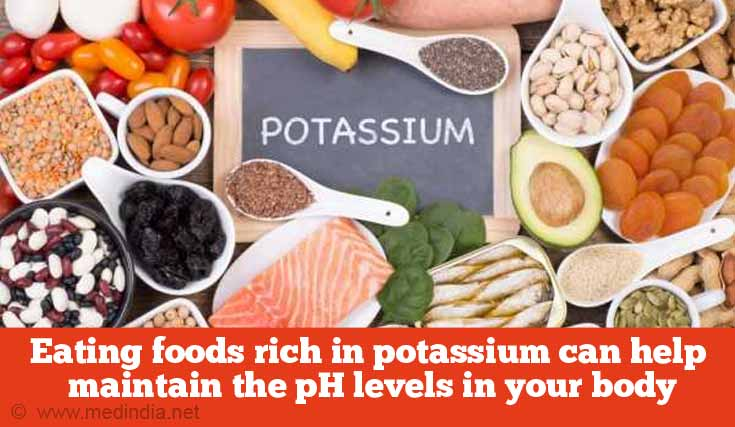 POTASSIUM
Eating foods rich in potassium can help
maintain the pH levels in your body
© www.medindia.net